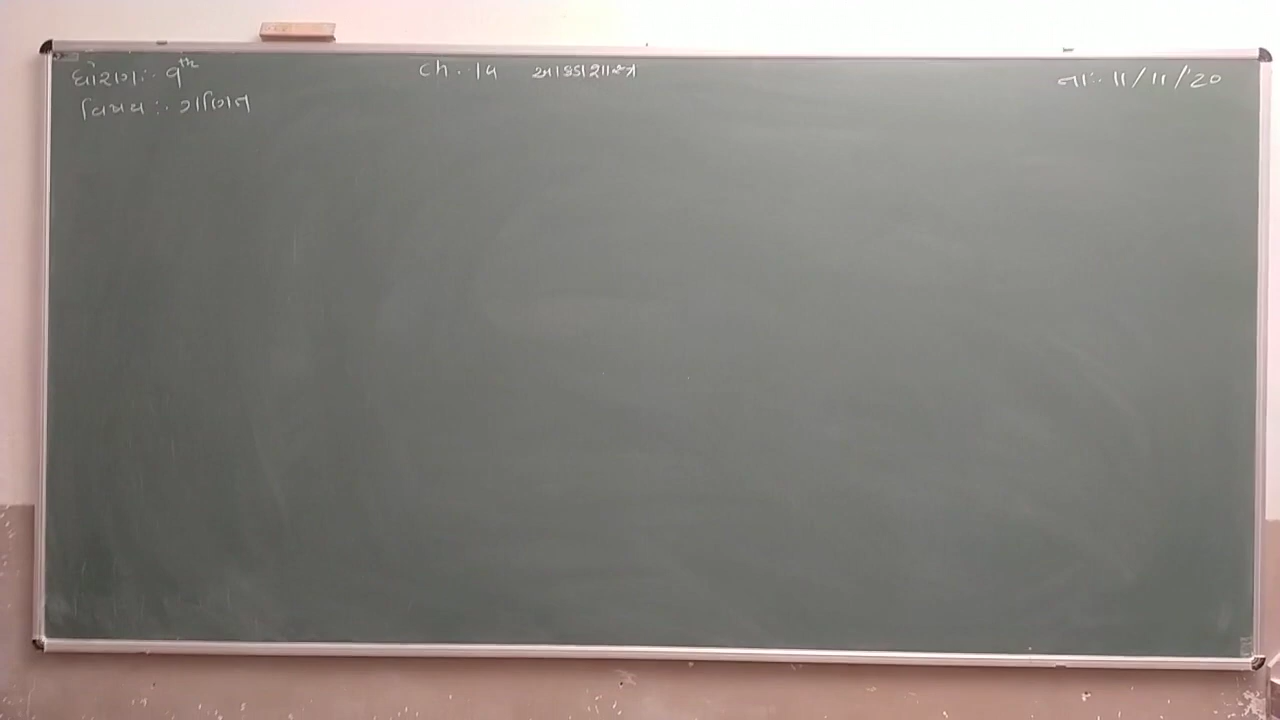 ધોરણ:- 9th
Ch. 14 આંકડાશાસ્ત્ર
તા:- 11/11/'20
વિષય:- ગણિત